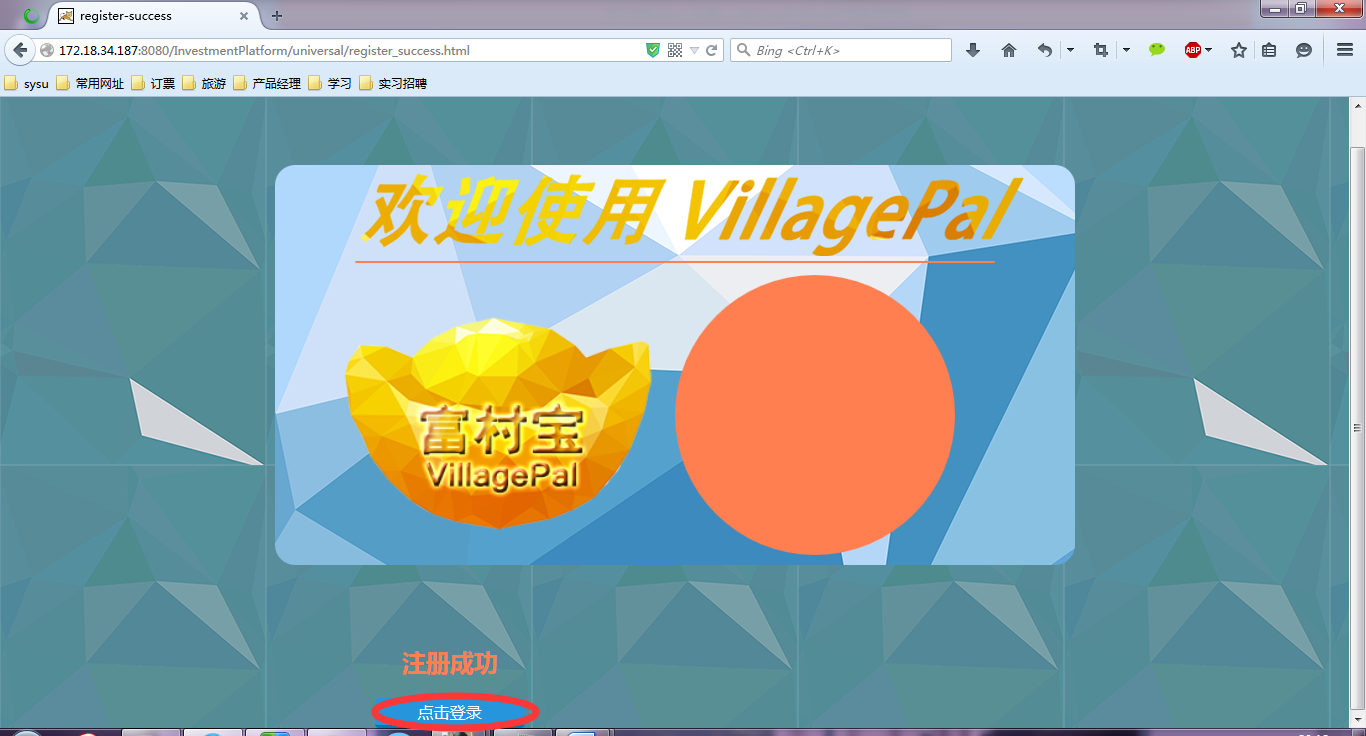 register-success
172.18.34.187:8080/InvestmentPlatform/universal/register_success.html
Bing <Ctrl+K>
ABP
sysu 常用网址 订票 旅游 产品经理 学习 实习招聘
欢迎使用 VillagePal
富村宝
VillagePal
注册成功
点击登录